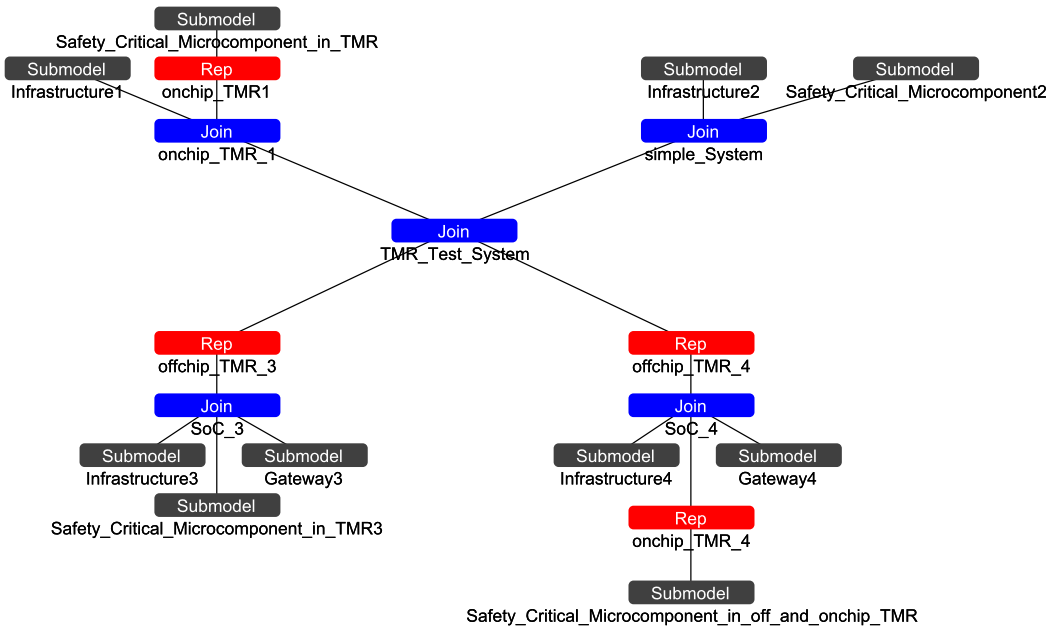 Submodel
Safety_Critical_Microcomponent_in_TMR
Submodel
Infrastructure1
Rep
onchip_TMR1
Submodel
Infrastructure2
Submodel
Safety_Critical_Microcomponent2
Join
onchip_TMR_1
Join
simple_System
Join
TMR_Test_System
Rep
offchip_TMR_3
Rep
offchip_TMR_4
Join
SoC_3
Join
SoC_4
Submodel
Infrastructure3
Submodel
Gateway3
Submodel
Infrastructure4
Submodel
Gateway4
Submodel
Safety_Critical_Microcomponent_in_TMR3
Rep
onchip_TMR_4
Submodel
Safety_Critical_Microcomponent_in_off_and_onchip_TMR